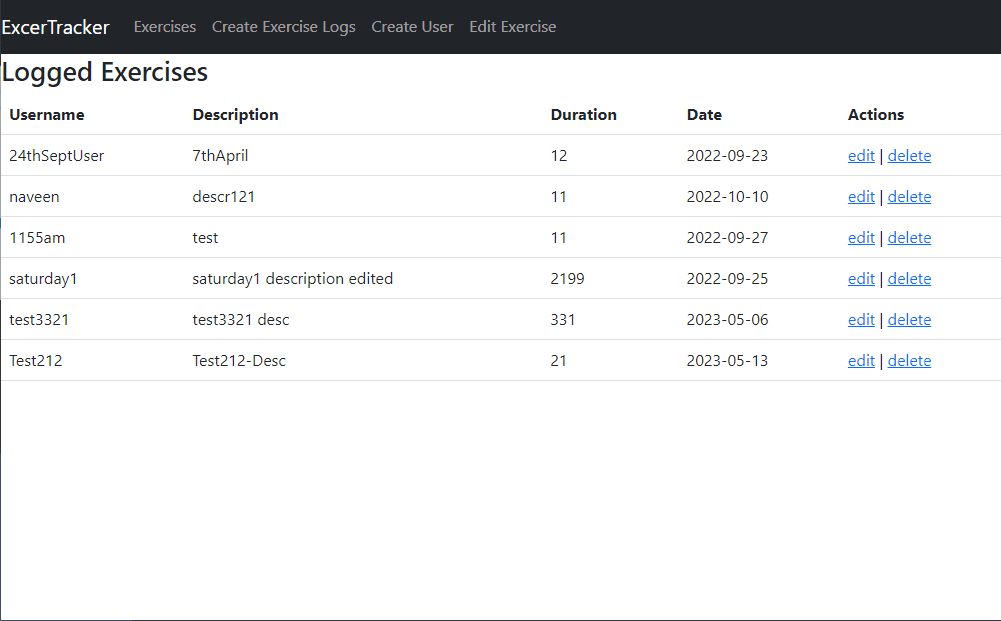 ExcerTracker Exercises Create Exercise Logs Create User Edit Exercise
Logged Exercises
Username Description Duration Date Actions
24thSeptUser 7thApril 12 2022-09-23 edit | delete
naveen descr121 11 2022-10-10 edit | delete
1155am test 11 2022-09-27 edit | delete
saturday1 saturday1 description edited 2199 2022-09-25 edit | delete
test3321 test3321 desc 331 2023-05-06 edit | delete
Test212 Test212-Desc 21 2023-05-13 edit | delete